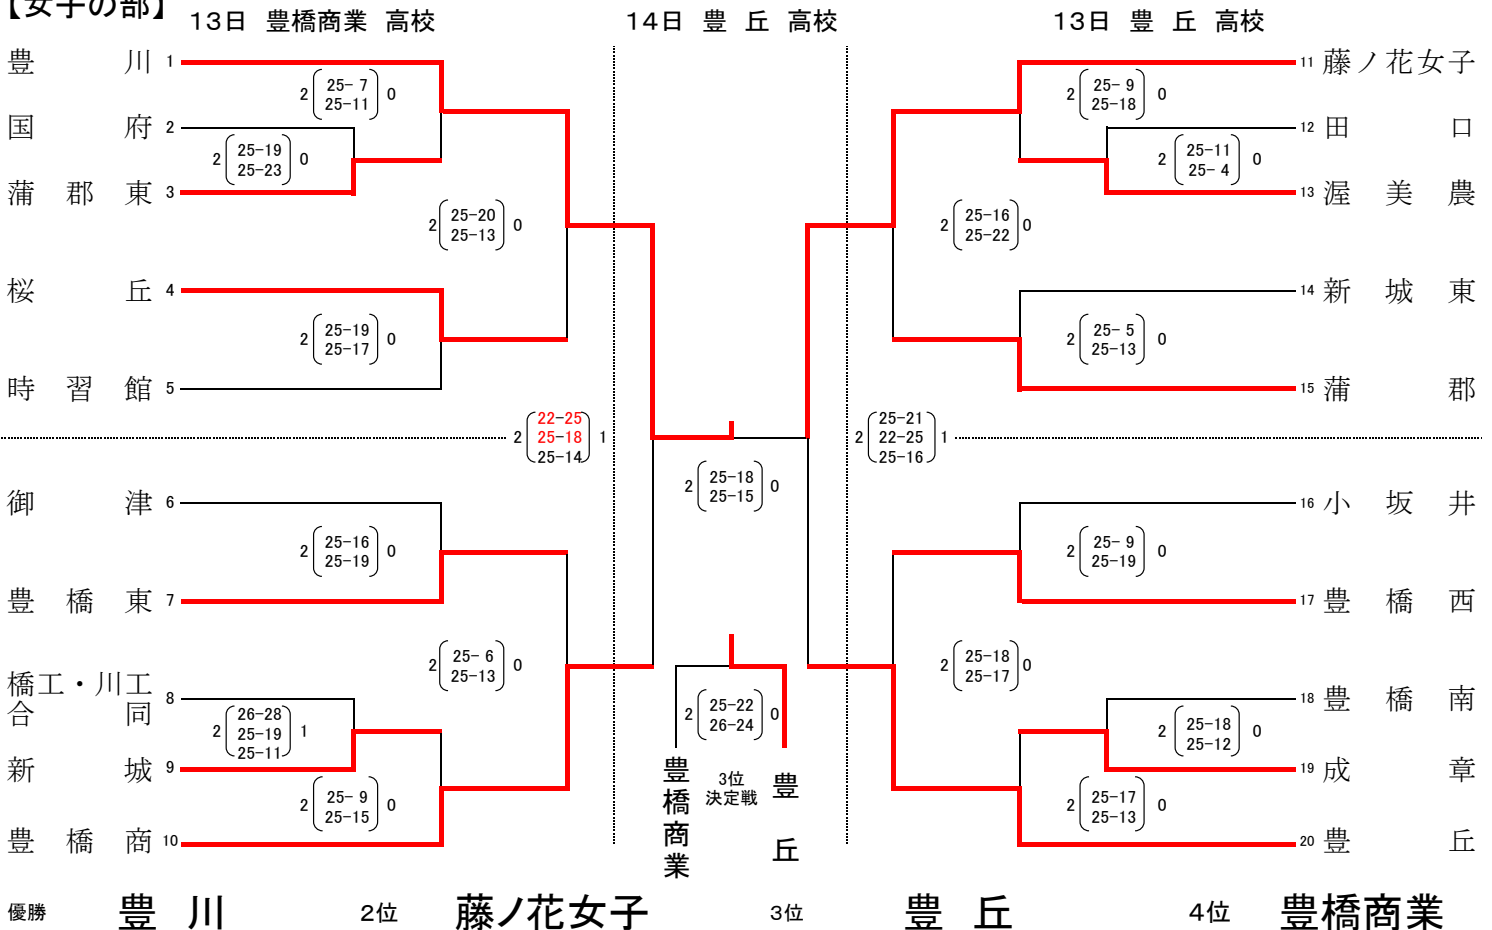 【女子の部】
13日 豊橋商業 高校
14日 豊 丘 高校
13日 豊 丘 高校
豊 川 1
2 25- 7 0
25-11
国 府 2
2 25-19 0
25-23
蒲 郡 東 3
2 25-20 0
25-13
桜 丘 4
2 25-19 0
25-17
時 習 館 5
2 22-25 1
25-18
25-14
御 津 6
2 25-16 0
25-19
豊 橋 東 7
2 25- 6 0
25-13
橋工・川工
合 同 8
2 26-28 1
25-19
25-11
新 城 9
2 25- 9 0
25-15
豊 橋 商 10
2 25-18 0
25-15
2 25-22 0
26-24
豊橋商業
3位
決定戦
豊丘
11 藤ノ花女子
2 25- 9 0
25-18
12 田 口
2 25-11 0
25- 4
13 渥 美 農
2 25-16 0
25-22
14 新 城 東
2 25- 5 0
25-13
15 蒲 郡
2 25-21 1
22-25
25-16
16 小 坂 井
2 25- 9 0
25-19
17 豊 橋 西
2 25-18 0
25-17
18 豊 橋 南
2 25-18 0
25-12
19 成 章
2 25-17 0
25-13
20 豊 丘
優勝 豊 川 2位 藤ノ花女子 3位 豊 丘 4位 豊橋商業